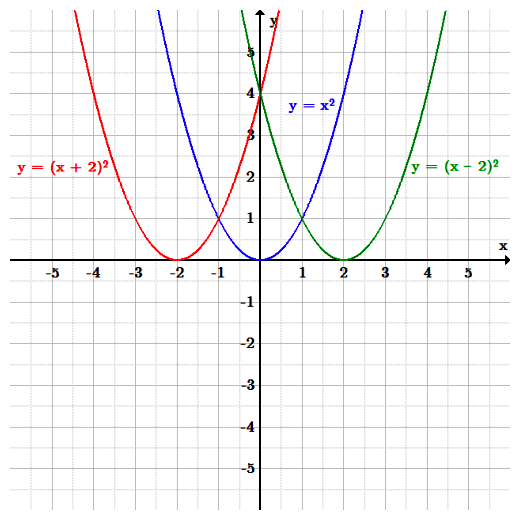 y
5
4
y = x²
3
y = (x + 2)²
y = (x - 2)²
2
1
x
-5 -4 -3 -2 -1 1 2 3 4 5
-1
-2
-3
-4
-5